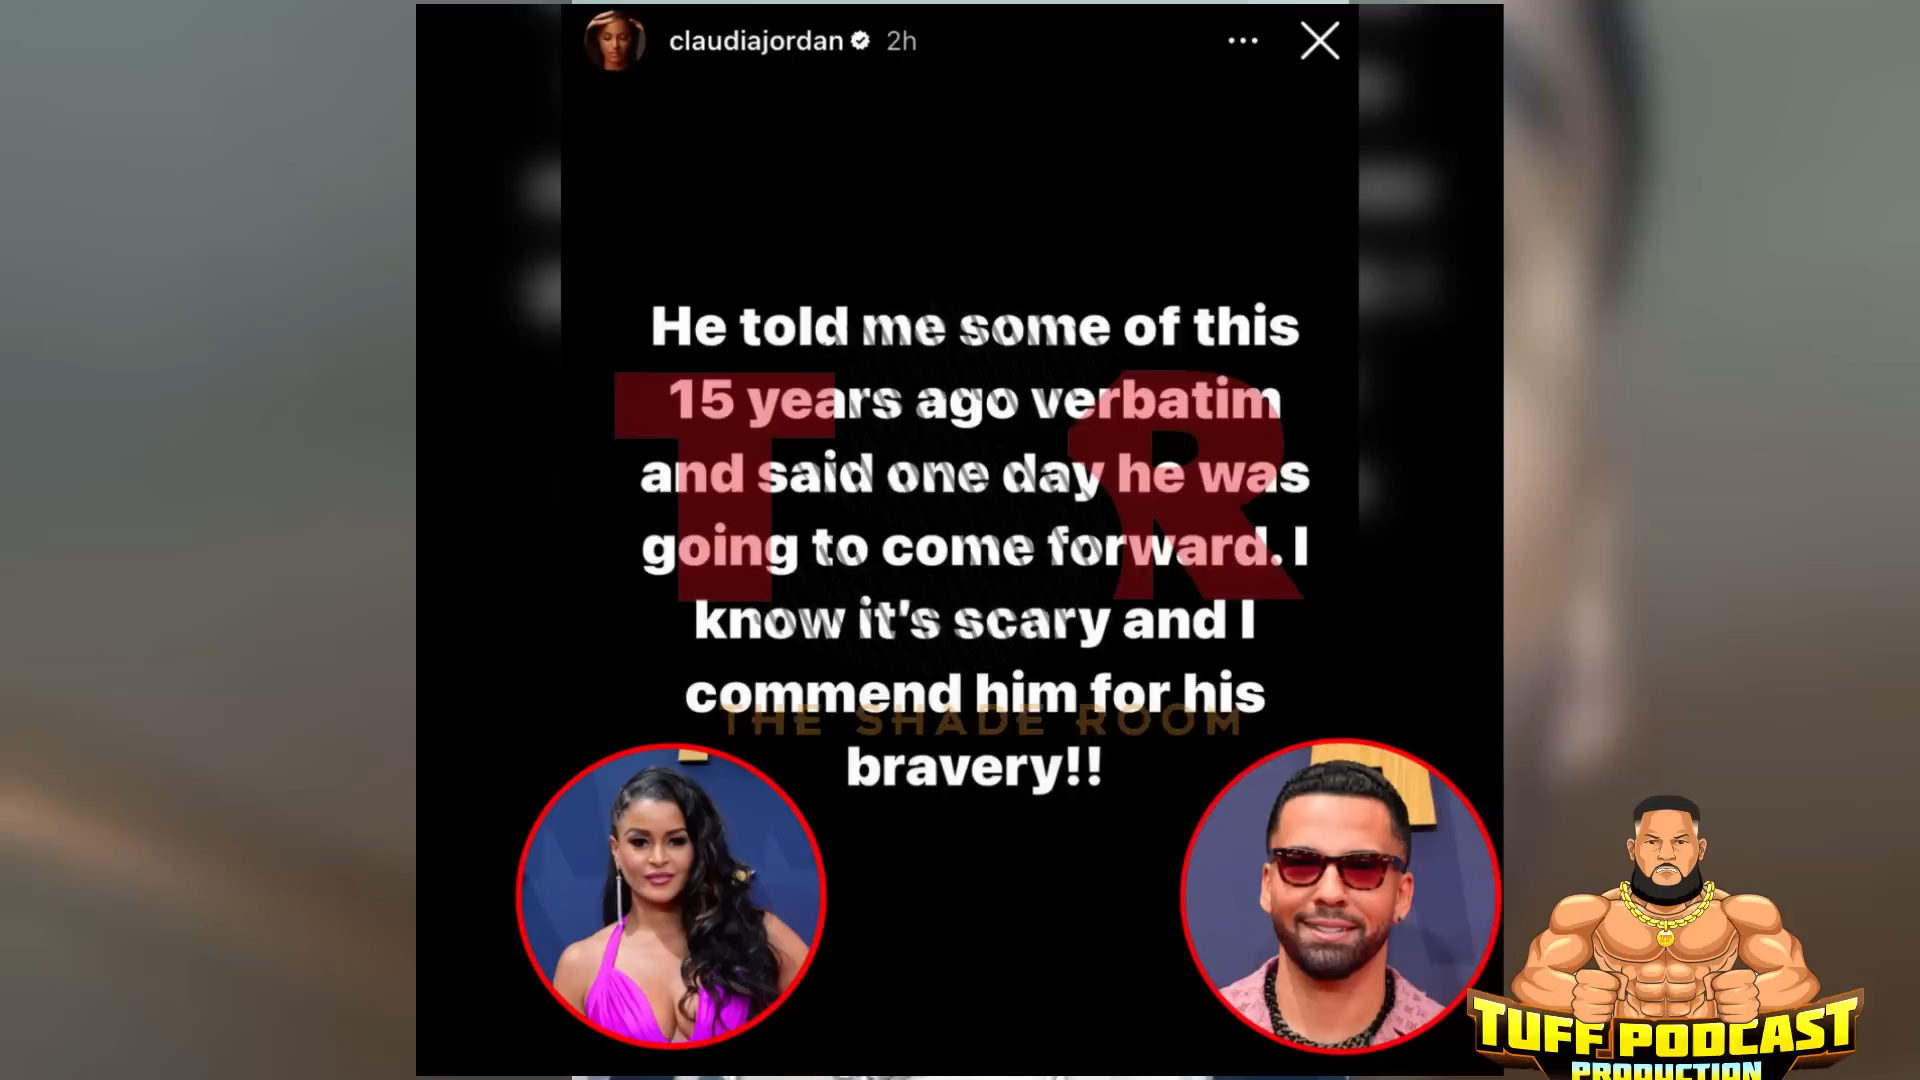 claudiajordan 2h
He told me some of this
15 years ago verbatim
and said one day he was
going to come forward. I
know it's scary and I
commend him for his
bravery!!
T R
THE SHADE ROOM
TUFF PODCAST
PRODUCTION